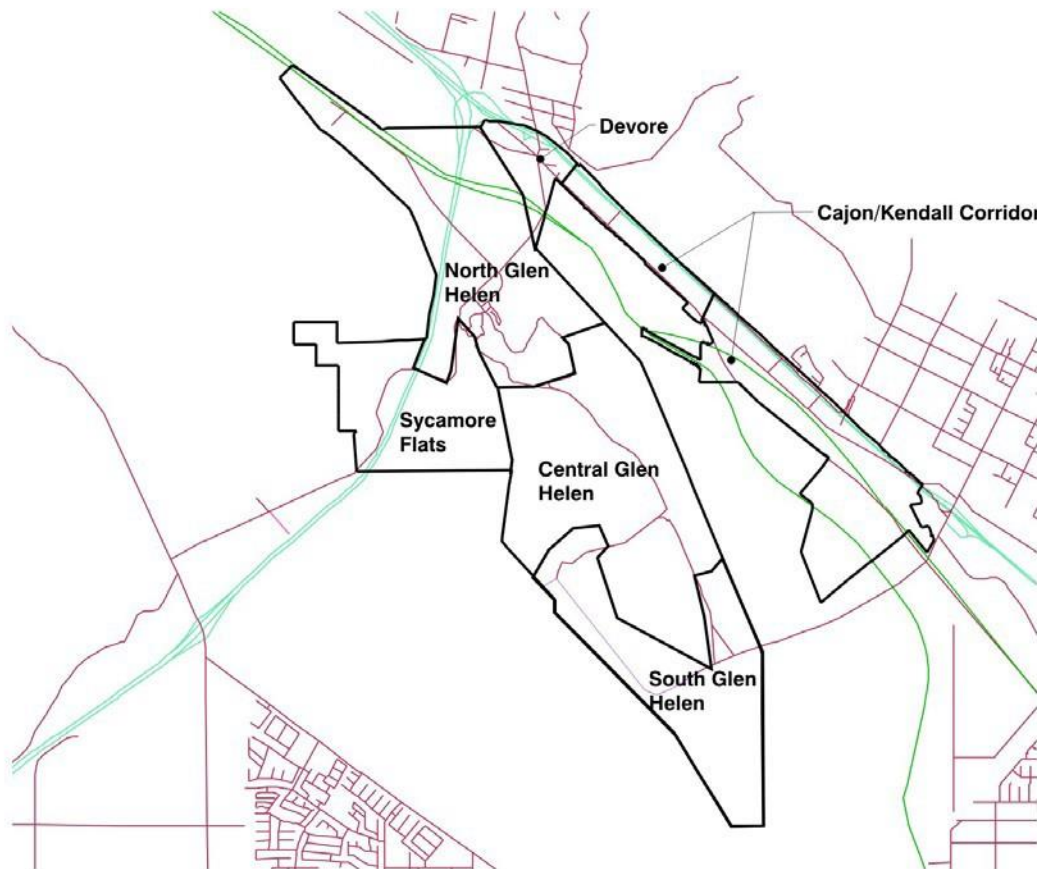 Devore
Cajon/Kendall Corridor
North Glen
Helen
Sycamore
Flats
Central Glen
Helen
South Glen
Helen